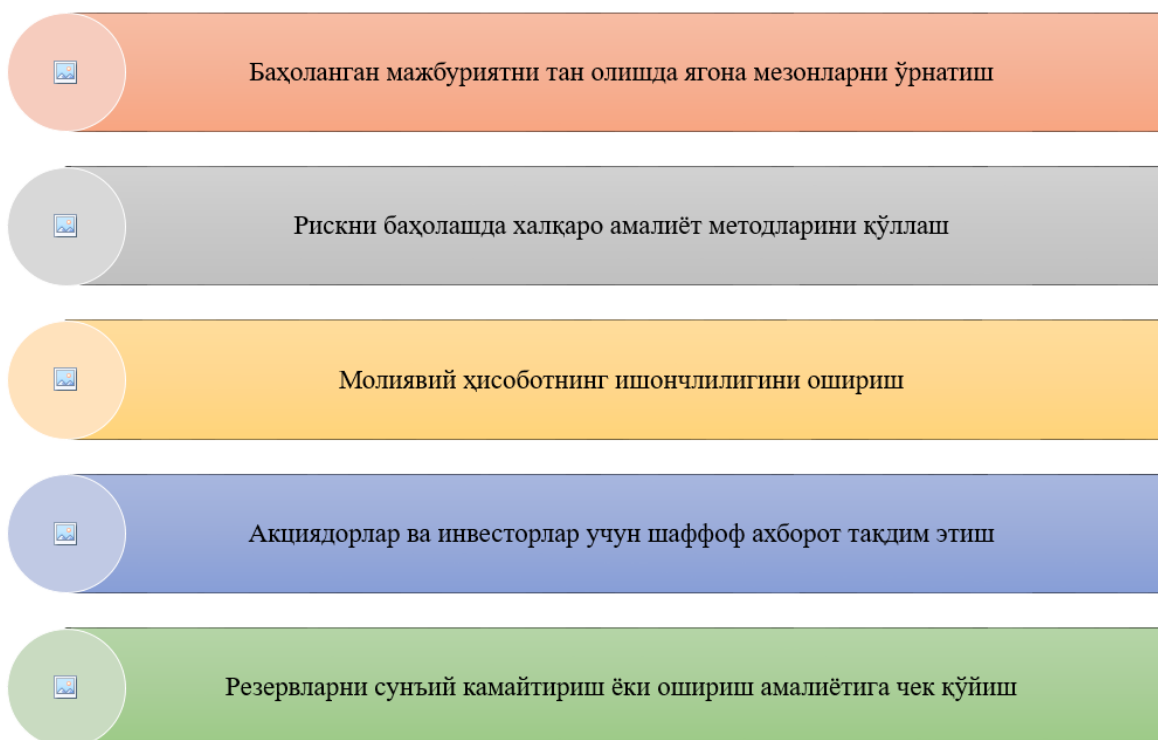 Баҳоланган мажбуриятни тан олишда ягона мезонларни ўрнатиш
Рискни баҳолашда халқаро амалиёт методларини қўллаш
Молиявий ҳисоботнинг ишончлилигини ошириш
Акциядорлар ва инвесторлар учун шаффоф ахборот тақдим этиш
Резервларни сунъий камайтириш ёки ошириш амалиётига чек қўйиш